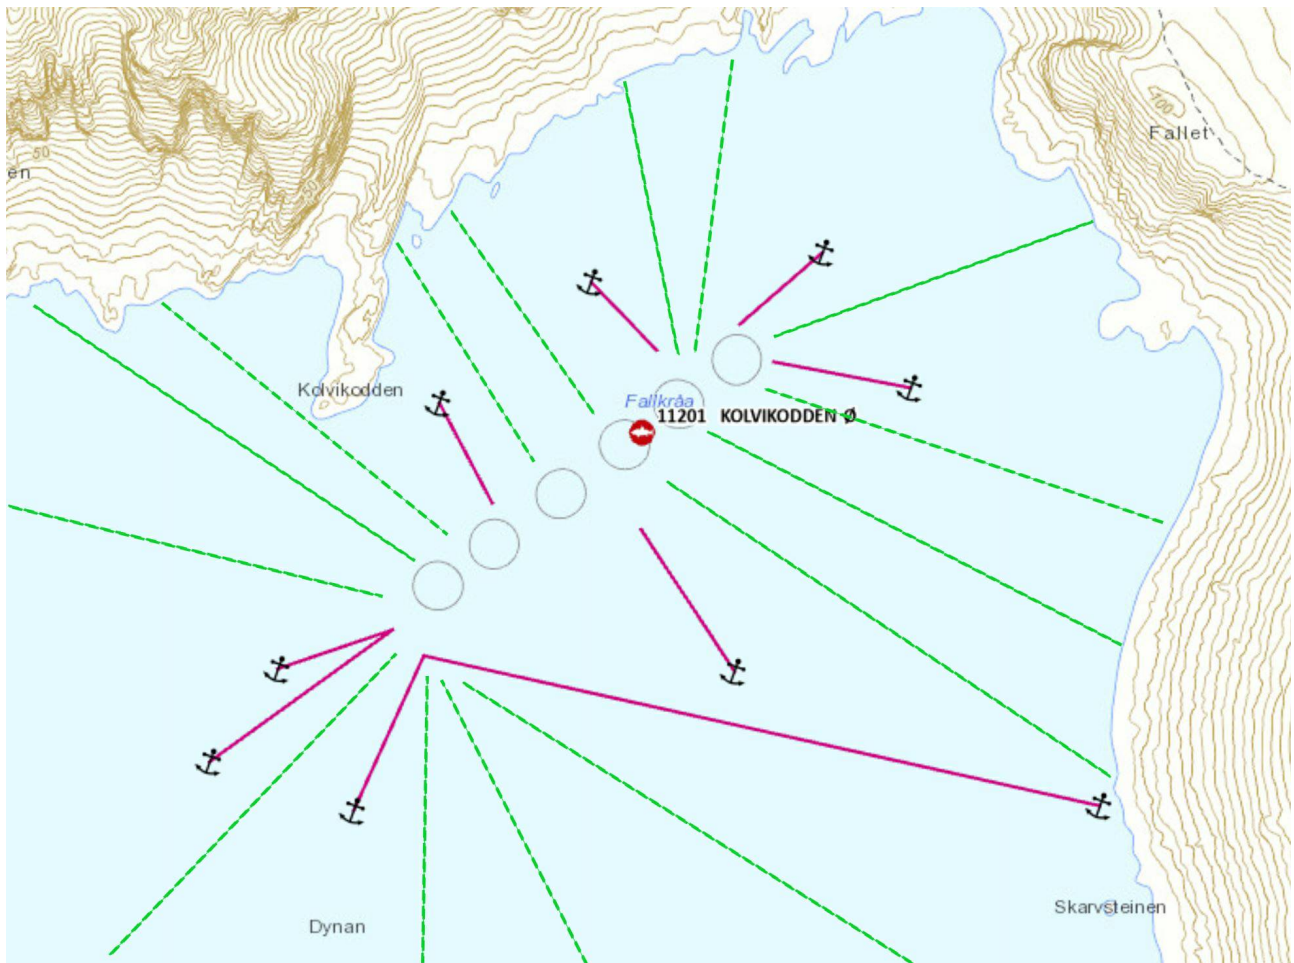 100
Fallet
50
en
Kolvikodden
Fallkråa
11201 KOLVIKODDEN Ø
Skarvsteinen
Dynan